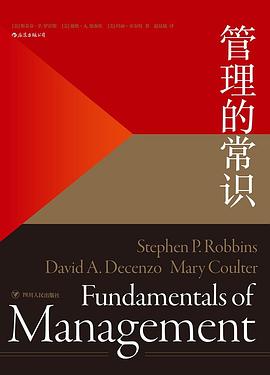 管理的常识
Stephen P. Robbins
David A. Decenzo Mary Coulter
四川人民出版社
Fundamentals of
Management